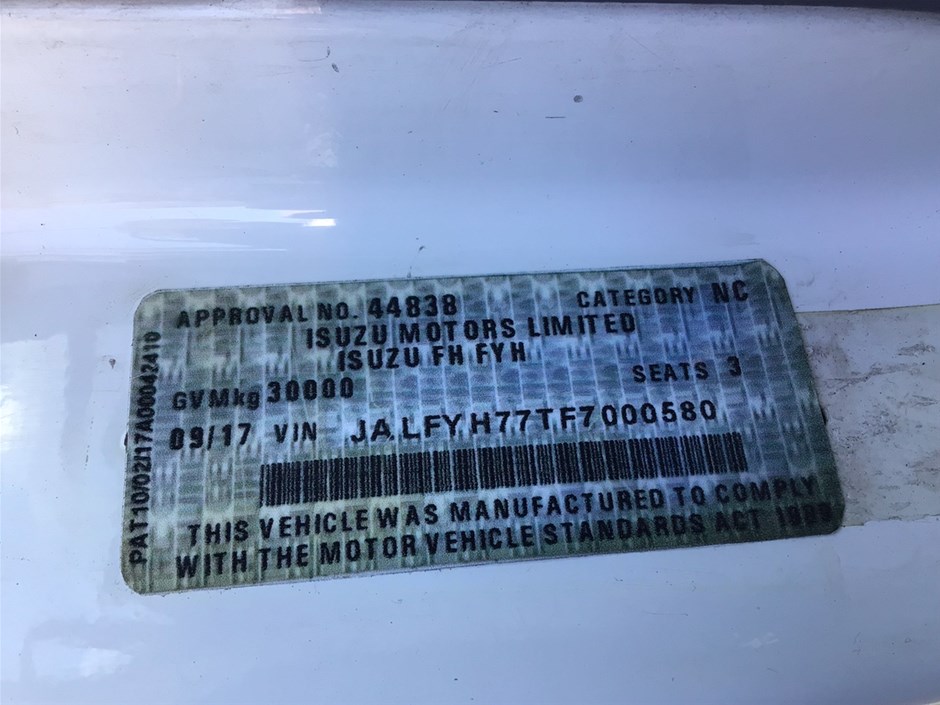 APPROVAL NO. 44838 CATEGORY NC
ISUZU MOTORS LIMITED
ISUZU FH FYH
GVMkg 30000 SEATS 3
09/17 VIN JALFYH77TF7000580
THIS VEHICLE WAS MANUFACTURED TO COMPLY
WITH THE MOTOR VEHICLE STANDARDS ACT 1989
PAT10/02/17A00042410